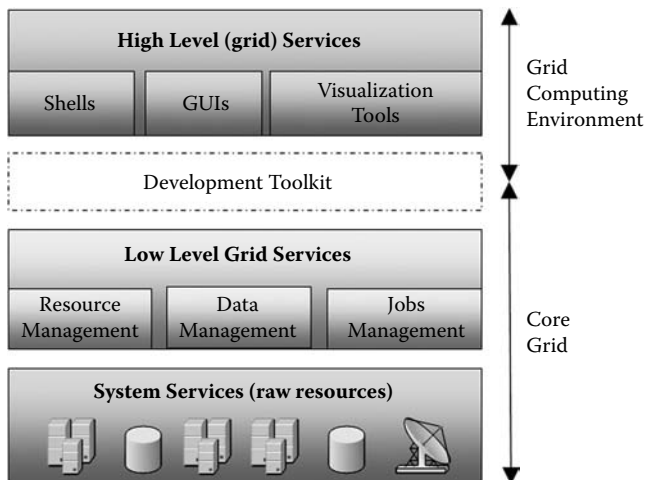 High Level (grid) Services
Shells
GUIs
Visualization
Tools
Grid
Computing
Environment
Development Toolkit
Low Level Grid Services
Resource
Management
Data
Management
Jobs
Management
Core
Grid
System Services (raw resources)